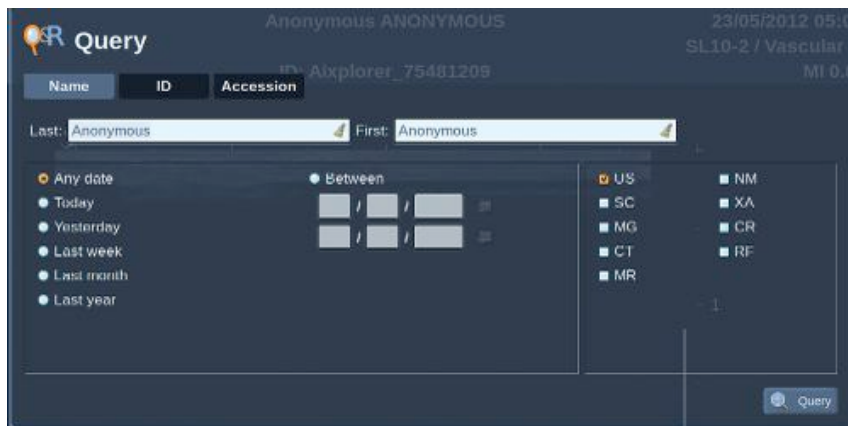 Anonymous ANONYMOUS
23/05/2012 05:
SR Query
SL10-2 / Vascular
ID: Aixplorer_75481209
MI 0.
Name ID Accession
Last: Anonymous First: Anonymous
Any date Between US NM
Today / / SC XA
Yesterday / / MG CR
Last week CT RF
Last month MR
Last year
1
Query